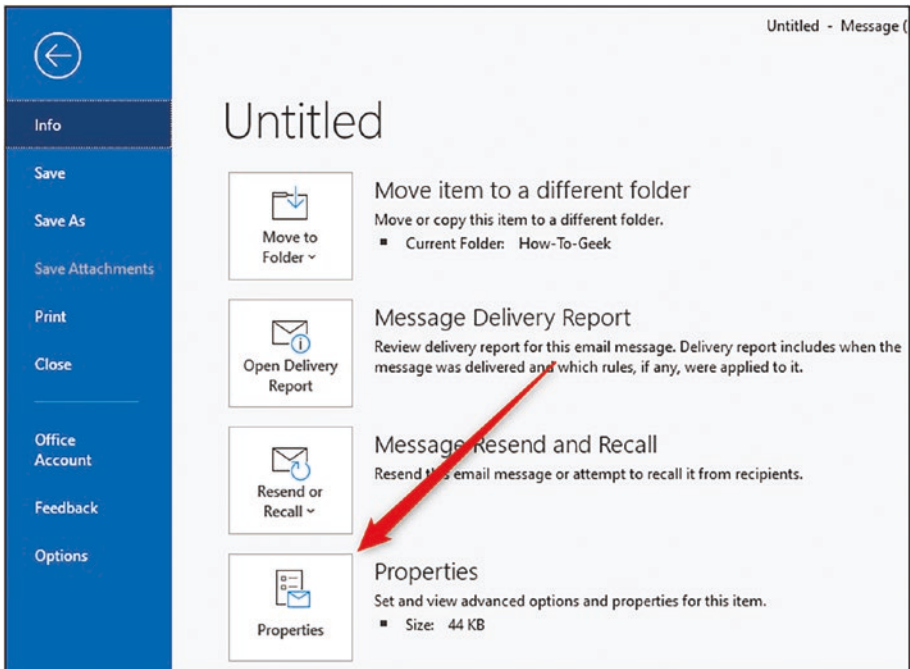 Untitled - Message (
Info
Save
Save As
Save Attachments
Print
Close
Office
Account
Feedback
Options
Untitled
Move to
Folder
Move item to a different folder
Move or copy this item to a different folder.
▪ Current Folder: How-To-Geek
Open Delivery
Report
Message Delivery Report
Review delivery report for this email message. Delivery report includes when the
message was delivered and which rules, if any, were applied to it.
Resend or
Recall
Message Resend and Recall
Resend this email message or attempt to recall it from recipients.
Properties
Properties
Set and view advanced options and properties for this item.
▪ Size: 44 KB